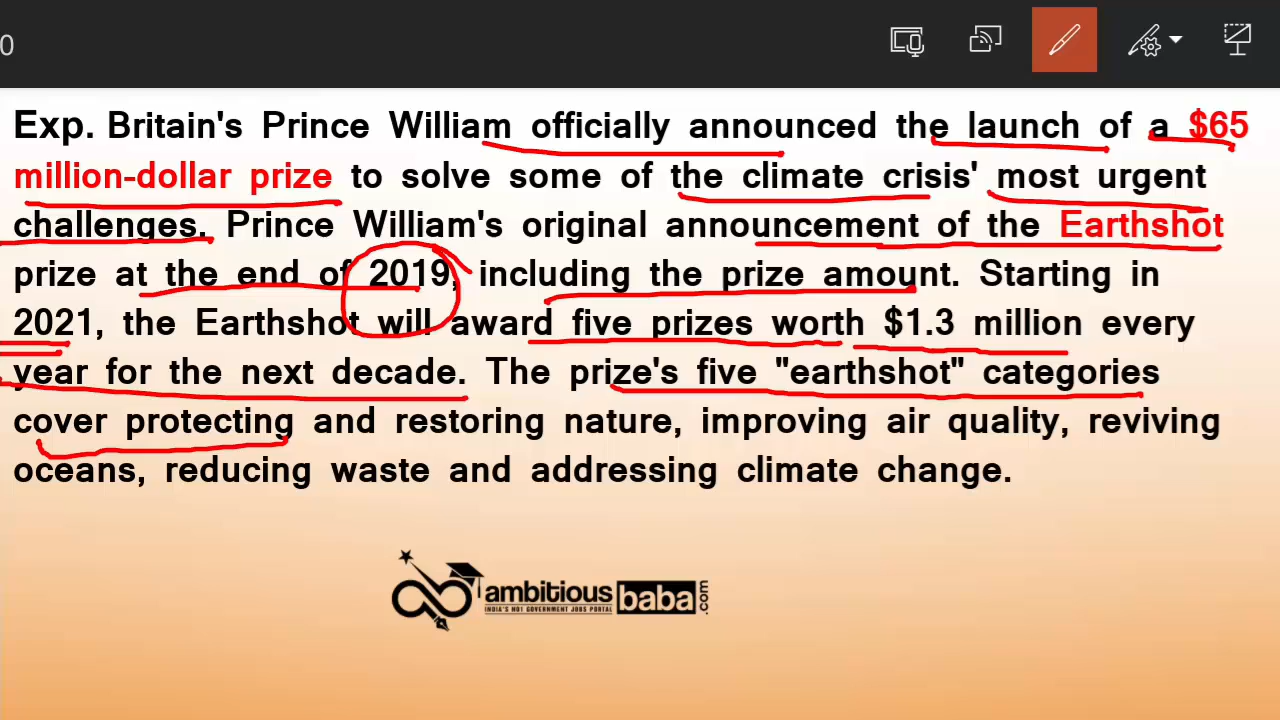 0
Exp. Britain's Prince William officially announced the launch of a $65
million-dollar prize to solve some of the climate crisis' most urgent
challenges. Prince William's original announcement of the Earthshot
prize at the end of 2019, including the prize amount. Starting in
2021, the Earthshot will award five prizes worth $1.3 million every
year for the next decade. The prize's five "earthshot" categories
cover protecting and restoring nature, improving air quality, reviving
oceans, reducing waste and addressing climate change.
ambitiousbaba.com
INDIA'S NO1 GOVERNMENT JOBS PORTAL